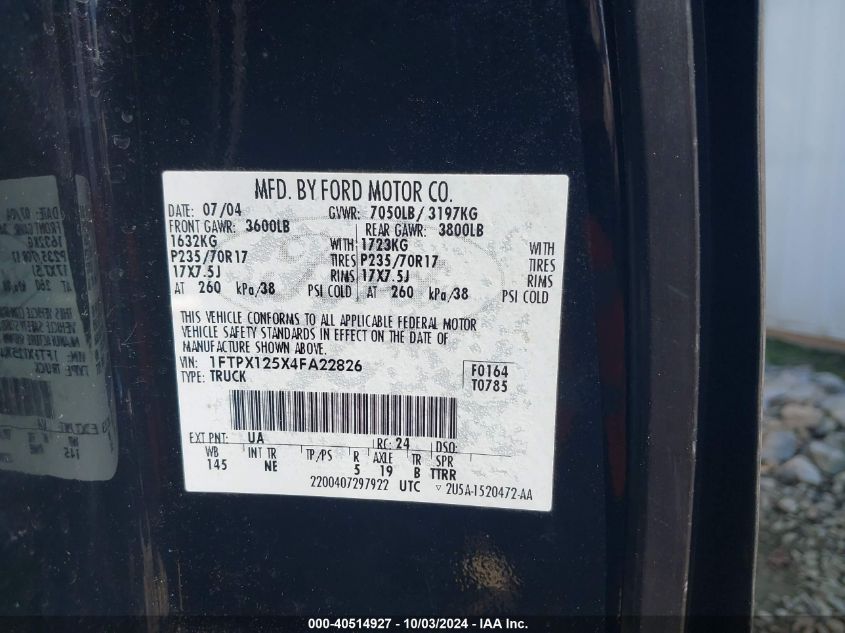 MFD. BY FORD MOTOR CO.
DATE: 07/04 GVWR: 7050LB / 3197KG
FRONT GAWR: 3600LB REAR GAWR: 3800LB
1632KG WITH 1723KG WITH
P235/70R17 TIRES P235/70R17 TIRES
17X7.5J RIMS 17X7.5J RIMS
AT 260 kPa/38 PSI COLD AT 260 kPa/38 PSI COLD
THIS VEHICLE CONFORMS TO ALL APPLICABLE FEDERAL MOTOR
VEHICLE SAFETY STANDARDS IN EFFECT ON THE DATE OF
MANUFACTURE SHOWN ABOVE.
VIN: 1FTPX125X4FA22826 F0164
TYPE: TRUCK T0785
EXT PNT: UA RC: 24 DSO:
WB INT TR TP/PS R AXLE TR SPR
145 NE 5 19 B TTRR
2200407297922 UTC ▽ 2U5A-1520472-AA
000-40514927 - 10/03/2024 - IAA Inc.